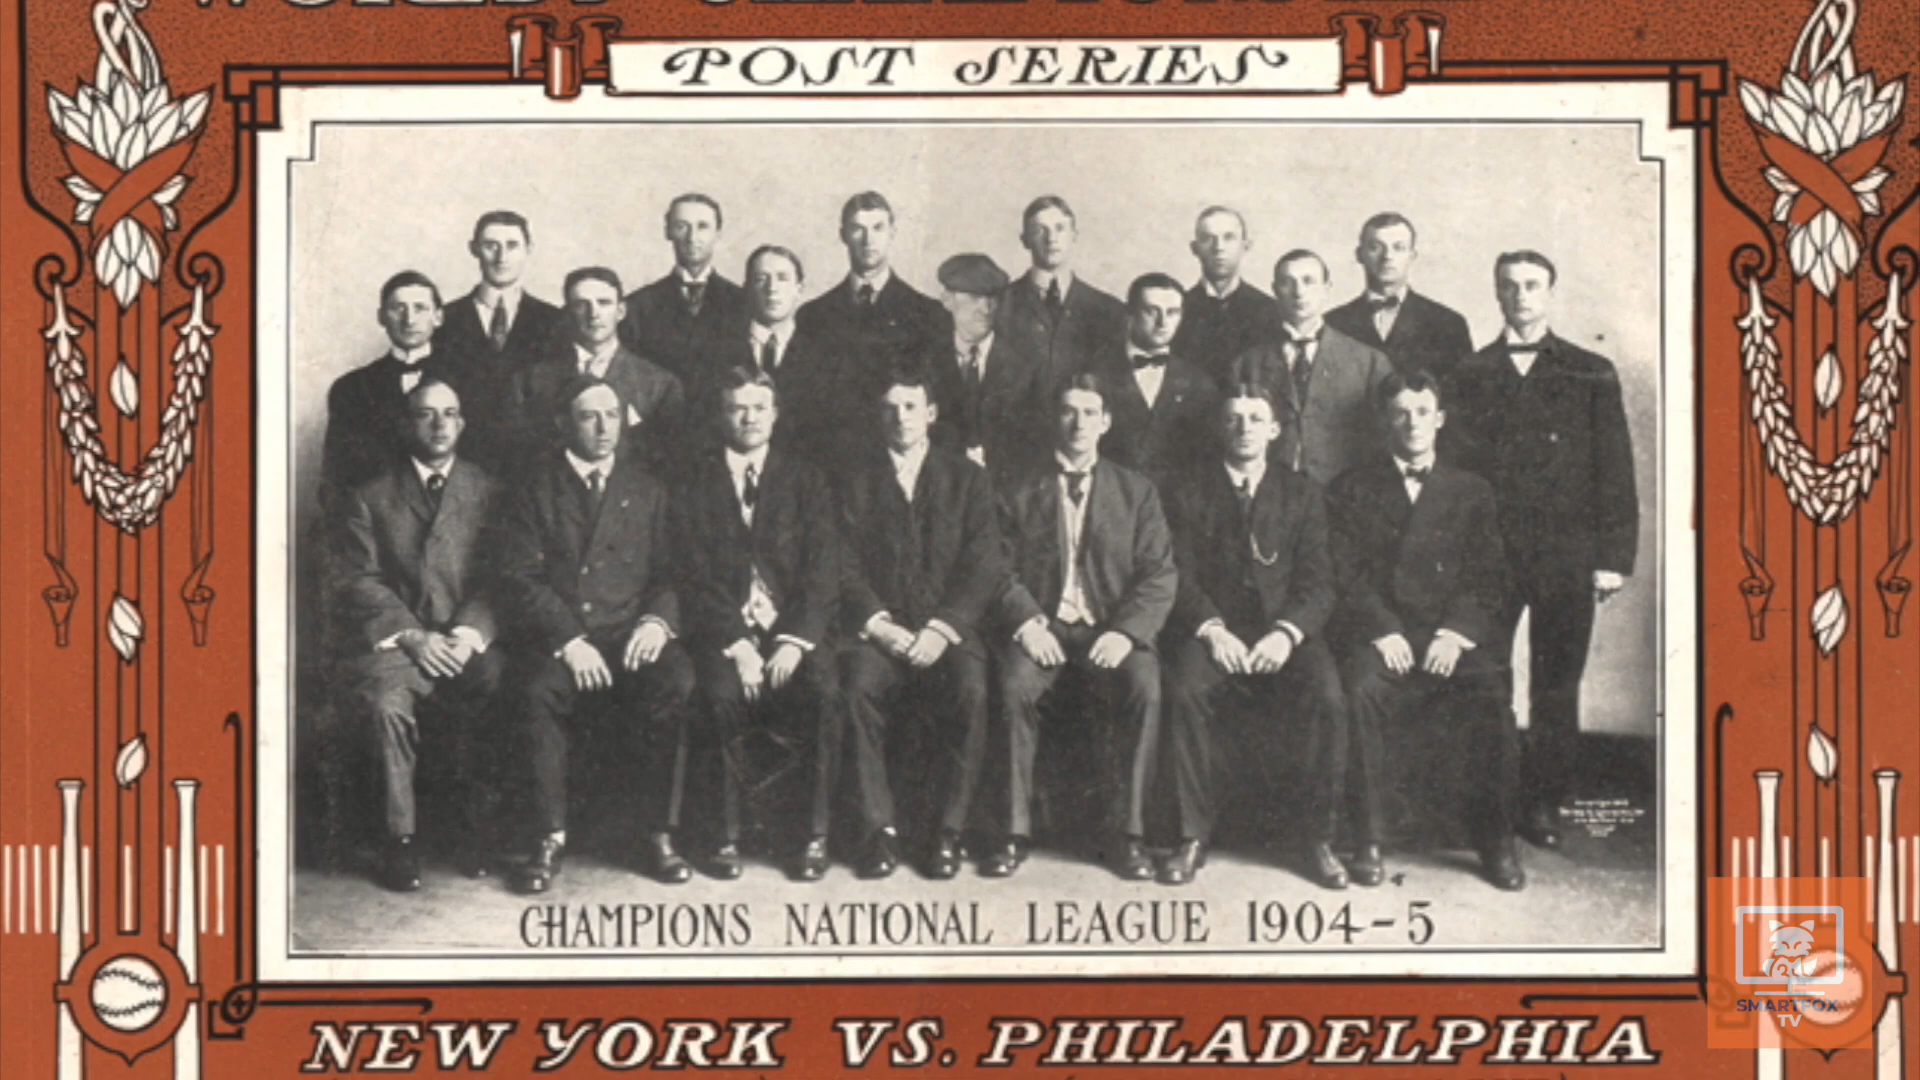 POST SERIES
CHAMPIONS NATIONAL LEAGUE 1904-5
NEW YORK VS. PHILADELPHIA
SMARTFOX
TV